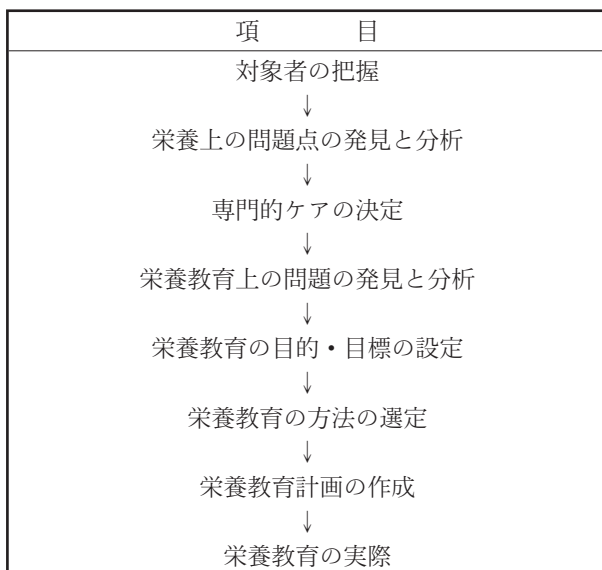 項　目
対象者の把握
↓
栄養上の問題点の発見と分析
↓
専門的ケアの決定
↓
栄養教育上の問題の発見と分析
↓
栄養教育の目的・目標の設定
↓
栄養教育の方法の選定
↓
栄養教育計画の作成
↓
栄養教育の実際